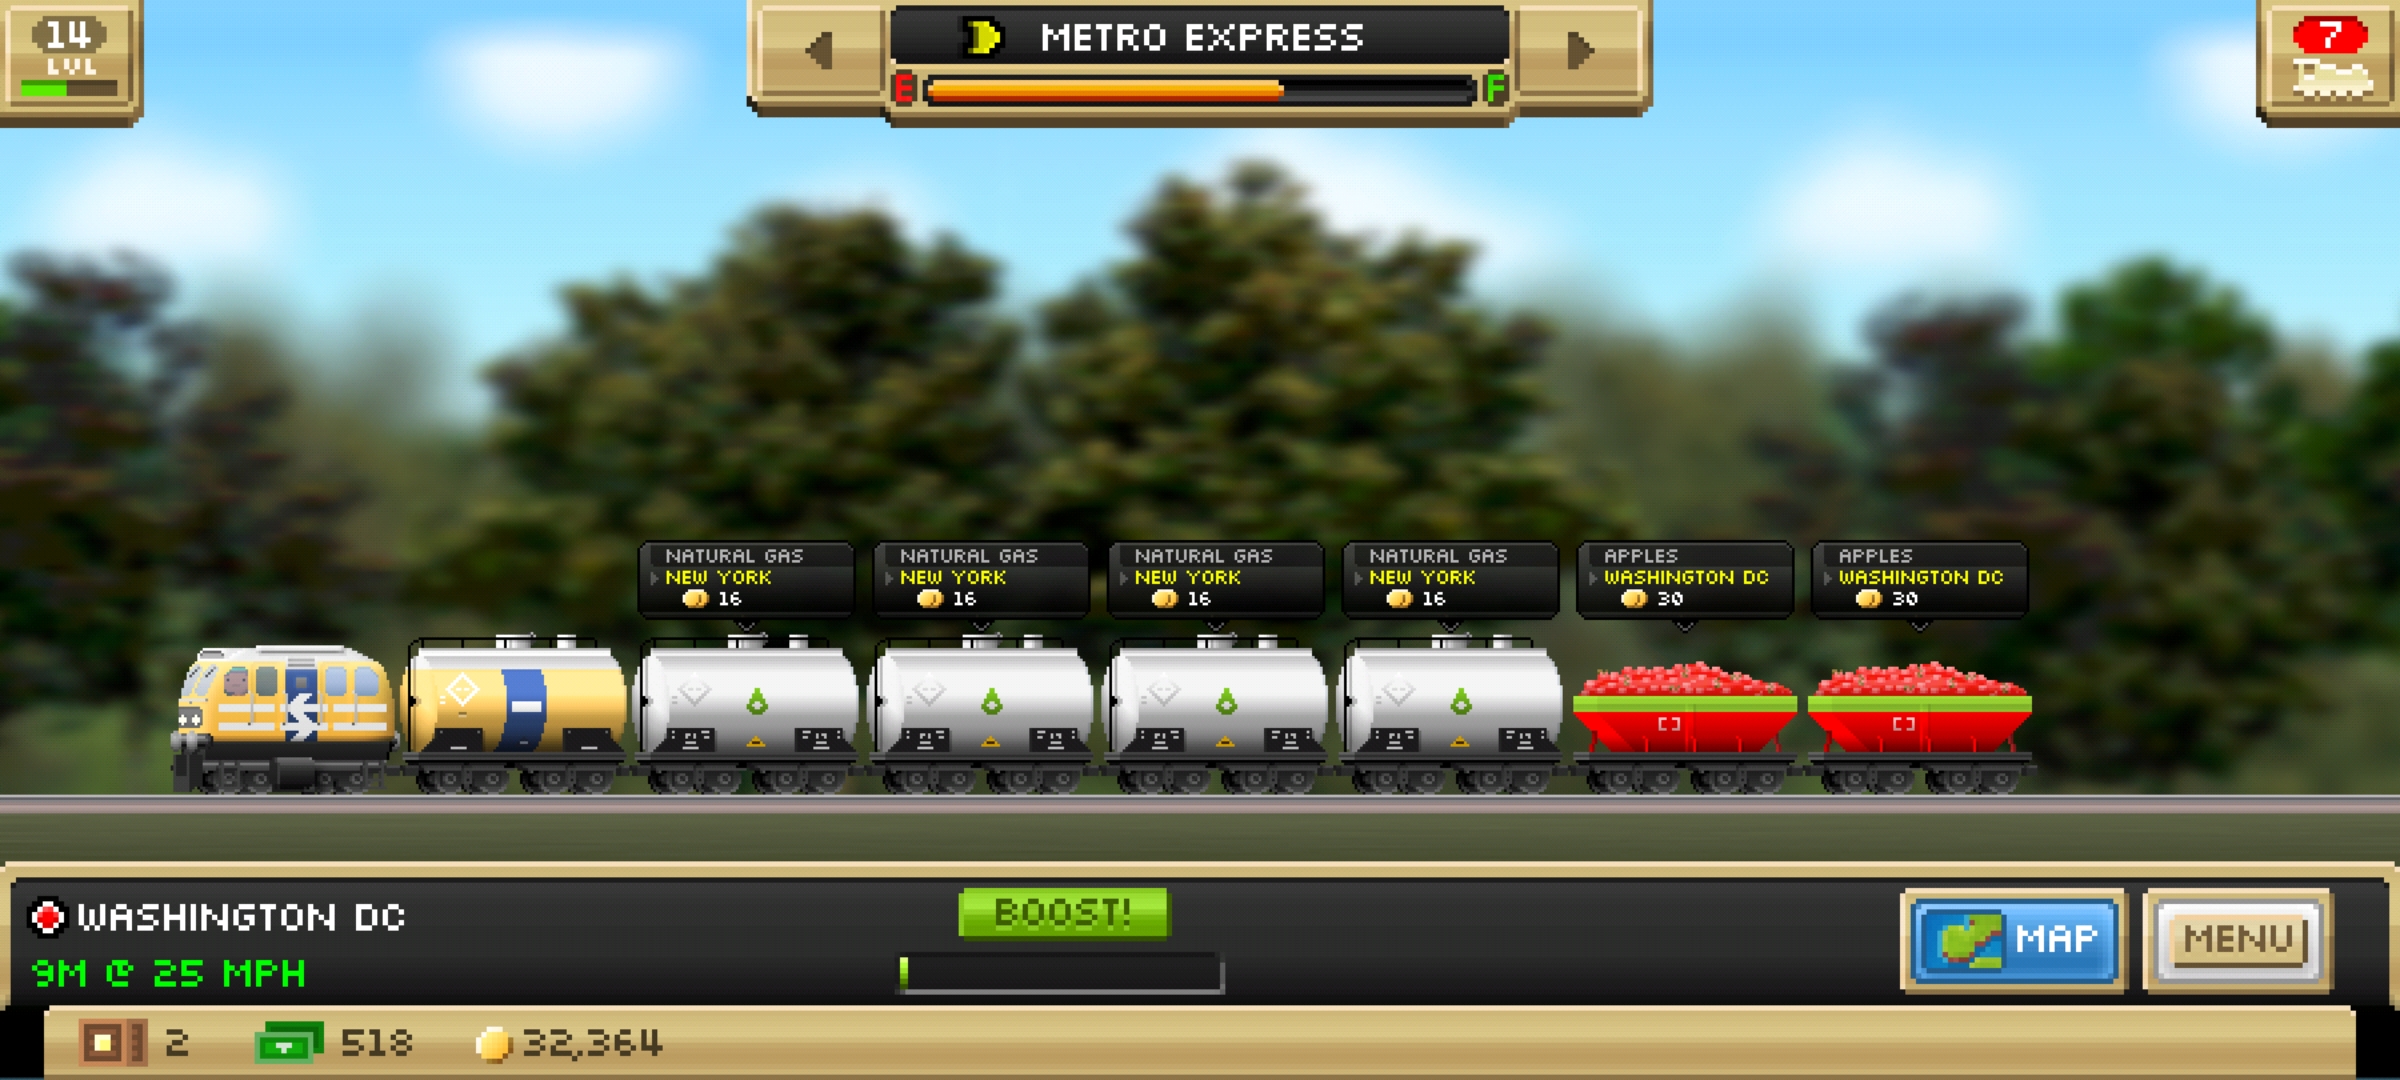 14
LVL
METRO EXPRESS
E F
7
NATURAL GAS
NEW YORK
16
NATURAL GAS
NEW YORK
16
NATURAL GAS
NEW YORK
16
NATURAL GAS
NEW YORK
16
APPLES
WASHINGTON DC
30
APPLES
WASHINGTON DC
30
WASHINGTON DC
9M @ 25 MPH
BOOST!
MAP
MENU
2
518
32,364